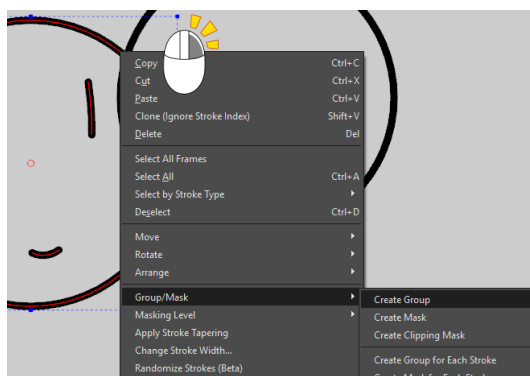 Copy Ctrl+C
Cut Ctrl+X
Paste Ctrl+V
Clone (Ignore Stroke Index) Shift+V
Delete Del
Select All Frames
Select All Ctrl+A
Select by Stroke Type
Deselect Ctrl+D
Move
Rotate
Arrange
Group/Mask
Create Group
Masking Level
Create Mask
Apply Stroke Tapering
Create Clipping Mask
Change Stroke Width...
Create Group for Each Stroke
Randomize Strokes (Beta)